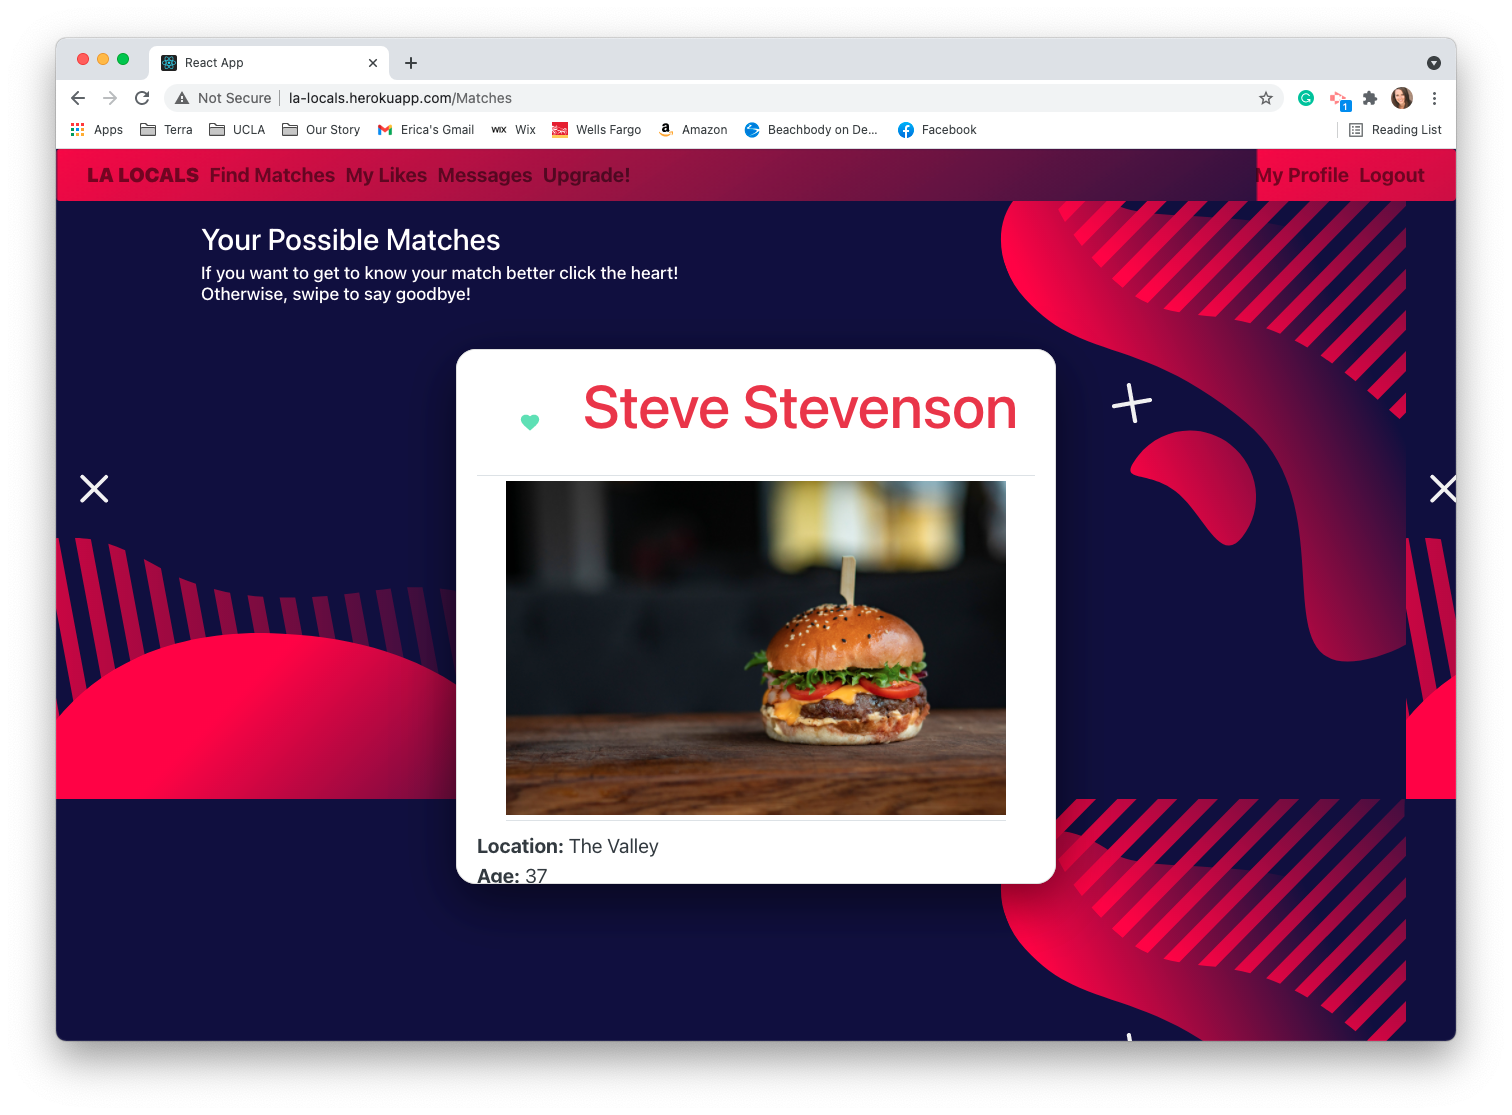 React App
Not Secure la-locals.herokuapp.com/Matches
1
Apps Terra UCLA Our Story Erica's Gmail WIX Wix Wells Fargo Amazon Beachbody on De... Facebook Reading List
LA LOCALS Find Matches My Likes Messages Upgrade! My Profile Logout
Your Possible Matches
If you want to get to know your match better click the heart!
Otherwise, swipe to say goodbye!
Steve Stevenson
Location: The Valley
Age: 37